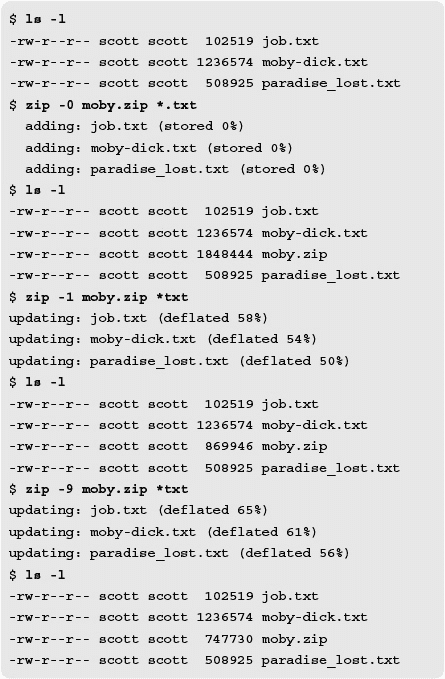 $ ls -l
-rw-r--r-- scott scott  102519 job.txt
-rw-r--r-- scott scott 1236574 moby-dick.txt
-rw-r--r-- scott scott  508925 paradise_lost.txt
$ zip -0 moby.zip *.txt
  adding: job.txt (stored 0%)
  adding: moby-dick.txt (stored 0%)
  adding: paradise_lost.txt (stored 0%)
$ ls -l
-rw-r--r-- scott scott  102519 job.txt
-rw-r--r-- scott scott 1236574 moby-dick.txt
-rw-r--r-- scott scott 1848444 moby.zip
-rw-r--r-- scott scott  508925 paradise_lost.txt
$ zip -1 moby.zip *txt
updating: job.txt (deflated 58%)
updating: moby-dick.txt (deflated 54%)
updating: paradise_lost.txt (deflated 50%)
$ ls -l
-rw-r--r-- scott scott  102519 job.txt
-rw-r--r-- scott scott 1236574 moby-dick.txt
-rw-r--r-- scott scott  869946 moby.zip
-rw-r--r-- scott scott  508925 paradise_lost.txt
$ zip -9 moby.zip *txt
updating: job.txt (deflated 65%)
updating: moby-dick.txt (deflated 61%)
updating: paradise_lost.txt (deflated 56%)
$ ls -l
-rw-r--r-- scott scott  102519 job.txt
-rw-r--r-- scott scott 1236574 moby-dick.txt
-rw-r--r-- scott scott  747730 moby.zip
-rw-r--r-- scott scott  508925 paradise_lost.txt